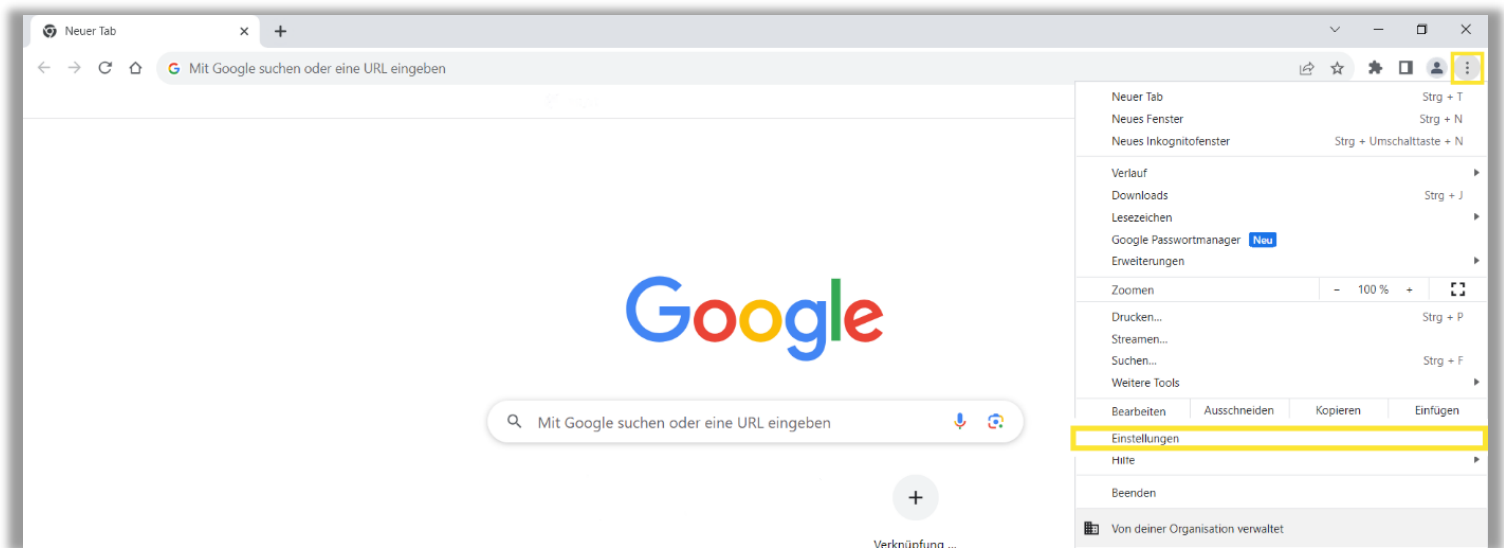 Neuer Tab
Mit Google suchen oder eine URL eingeben
Neuer Tab Strg + T
Neues Fenster Strg + N
Neues Inkognitofenster Strg + Umschalttaste + N
Verlauf
Downloads Strg + J
Lesezeichen
Google Passwortmanager Neu
Erweiterungen
Zoomen - 100 % +
Drucken... Strg + P
Streamen...
Suchen... Strg + F
Weitere Tools
Bearbeiten Ausschneiden Kopieren Einfügen
Einstellungen
Hilfe
Beenden
Von deiner Organisation verwaltet
Google
Mit Google suchen oder eine URL eingeben
Verknüpfung ...